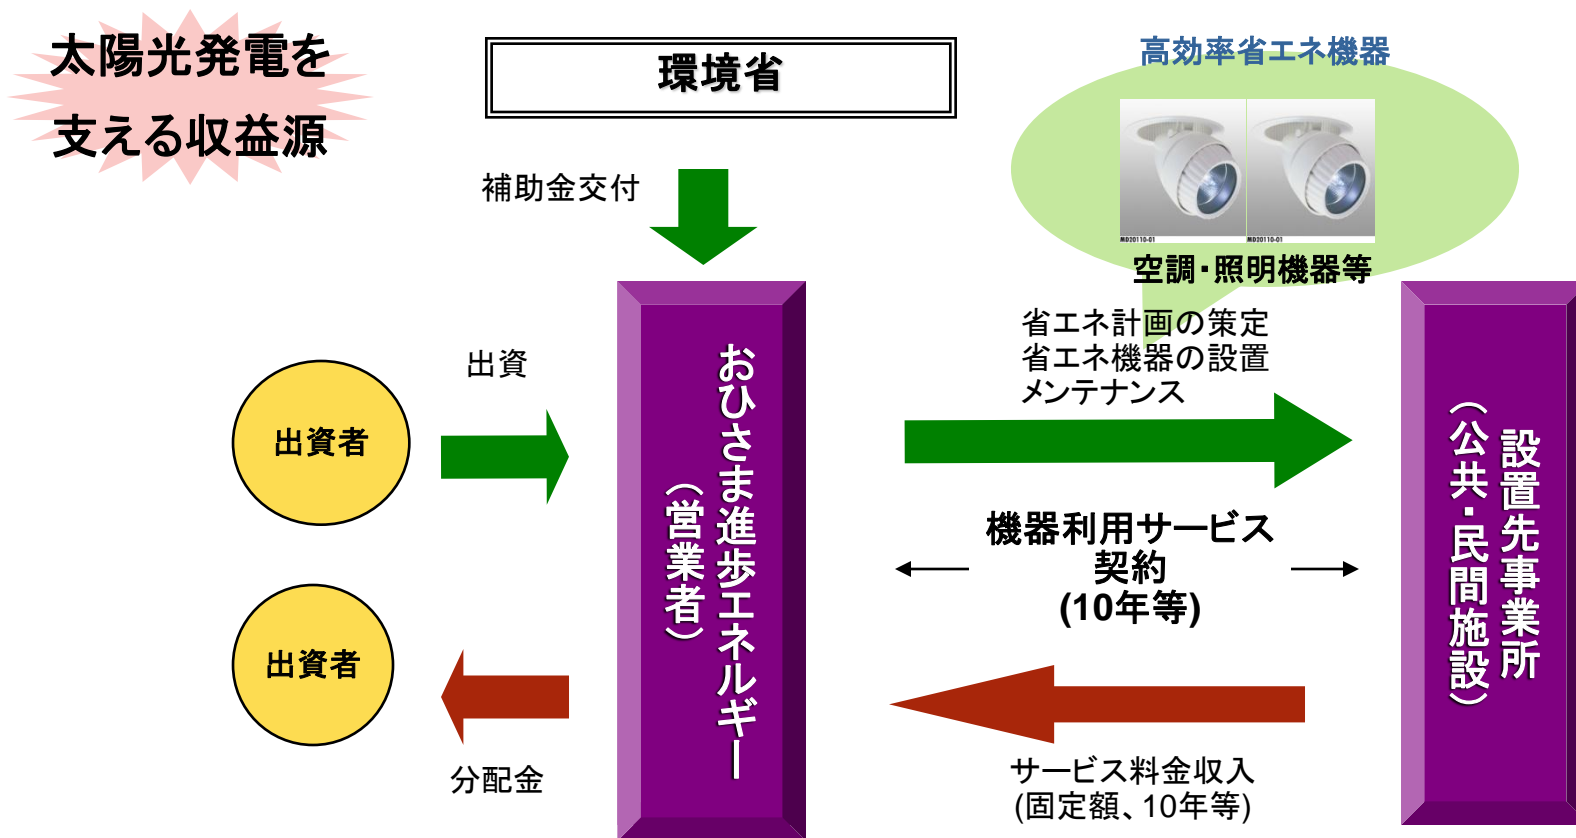 太陽光発電を
支える収益源
環境省
高効率省エネ機器
MD20110-01
MD20110-01
空調・照明機器等
補助金交付
省エネ計画の策定
省エネ機器の設置
メンテナンス
出資
出資者
おひさま進歩エネルギー
（営業者）
設置先事業所
（公共・民間施設）
機器利用サービス
契約
(10年等)
出資者
分配金
サービス料金収入
(固定額、10年等)